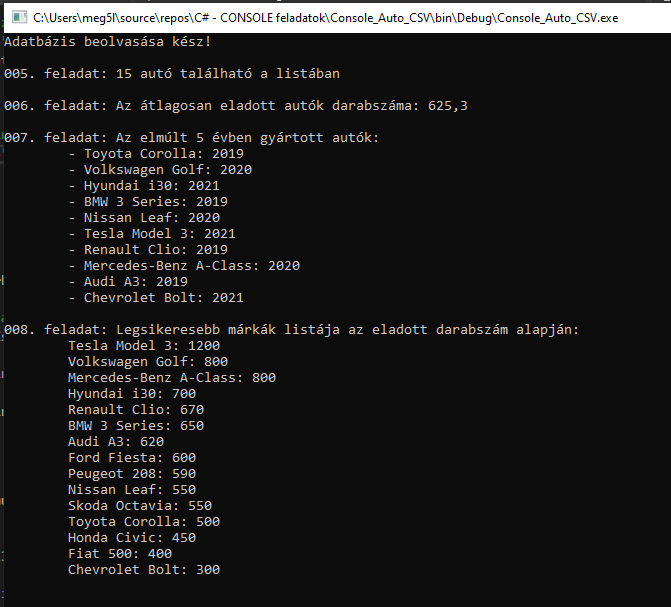 C:\Users\meg5l\source\repos\C# - CONSOLE feladatok\Console_Auto_CSV\bin\Debug\Console_Auto_CSV.exe
Adatbázis beolvasása kész!
005. feladat: 15 autó található a listában
006. feladat: Az átlagosan eladott autók darabszáma: 625,3
007. feladat: Az elmúlt 5 évben gyártott autók:
- Toyota Corolla: 2019
- Volkswagen Golf: 2020
- Hyundai i30: 2021
- BMW 3 Series: 2019
- Nissan Leaf: 2020
- Tesla Model 3: 2021
- Renault Clio: 2019
- Mercedes-Benz A-Class: 2020
- Audi A3: 2019
- Chevrolet Bolt: 2021
008. feladat: Legsikeresebb márkák listája az eladott darabszám alapján:
Tesla Model 3: 1200
Volkswagen Golf: 800
Mercedes-Benz A-Class: 800
Hyundai i30: 700
Renault Clio: 670
BMW 3 Series: 650
Audi A3: 620
Ford Fiesta: 600
Peugeot 208: 590
Nissan Leaf: 550
Skoda Octavia: 550
Toyota Corolla: 500
Honda Civic: 450
Fiat 500: 400
Chevrolet Bolt: 300